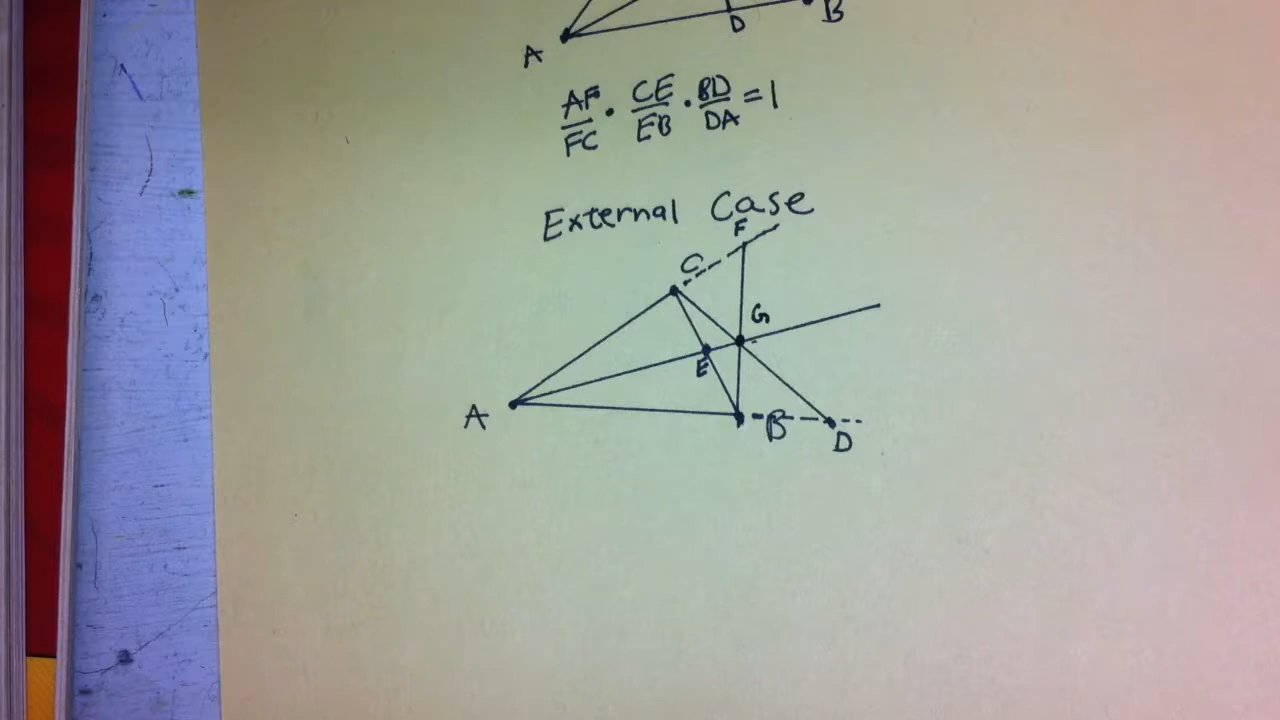 A D B
AF/FC · CE/EB · BD/DA = 1
External Case
F
C
G
E
A B D